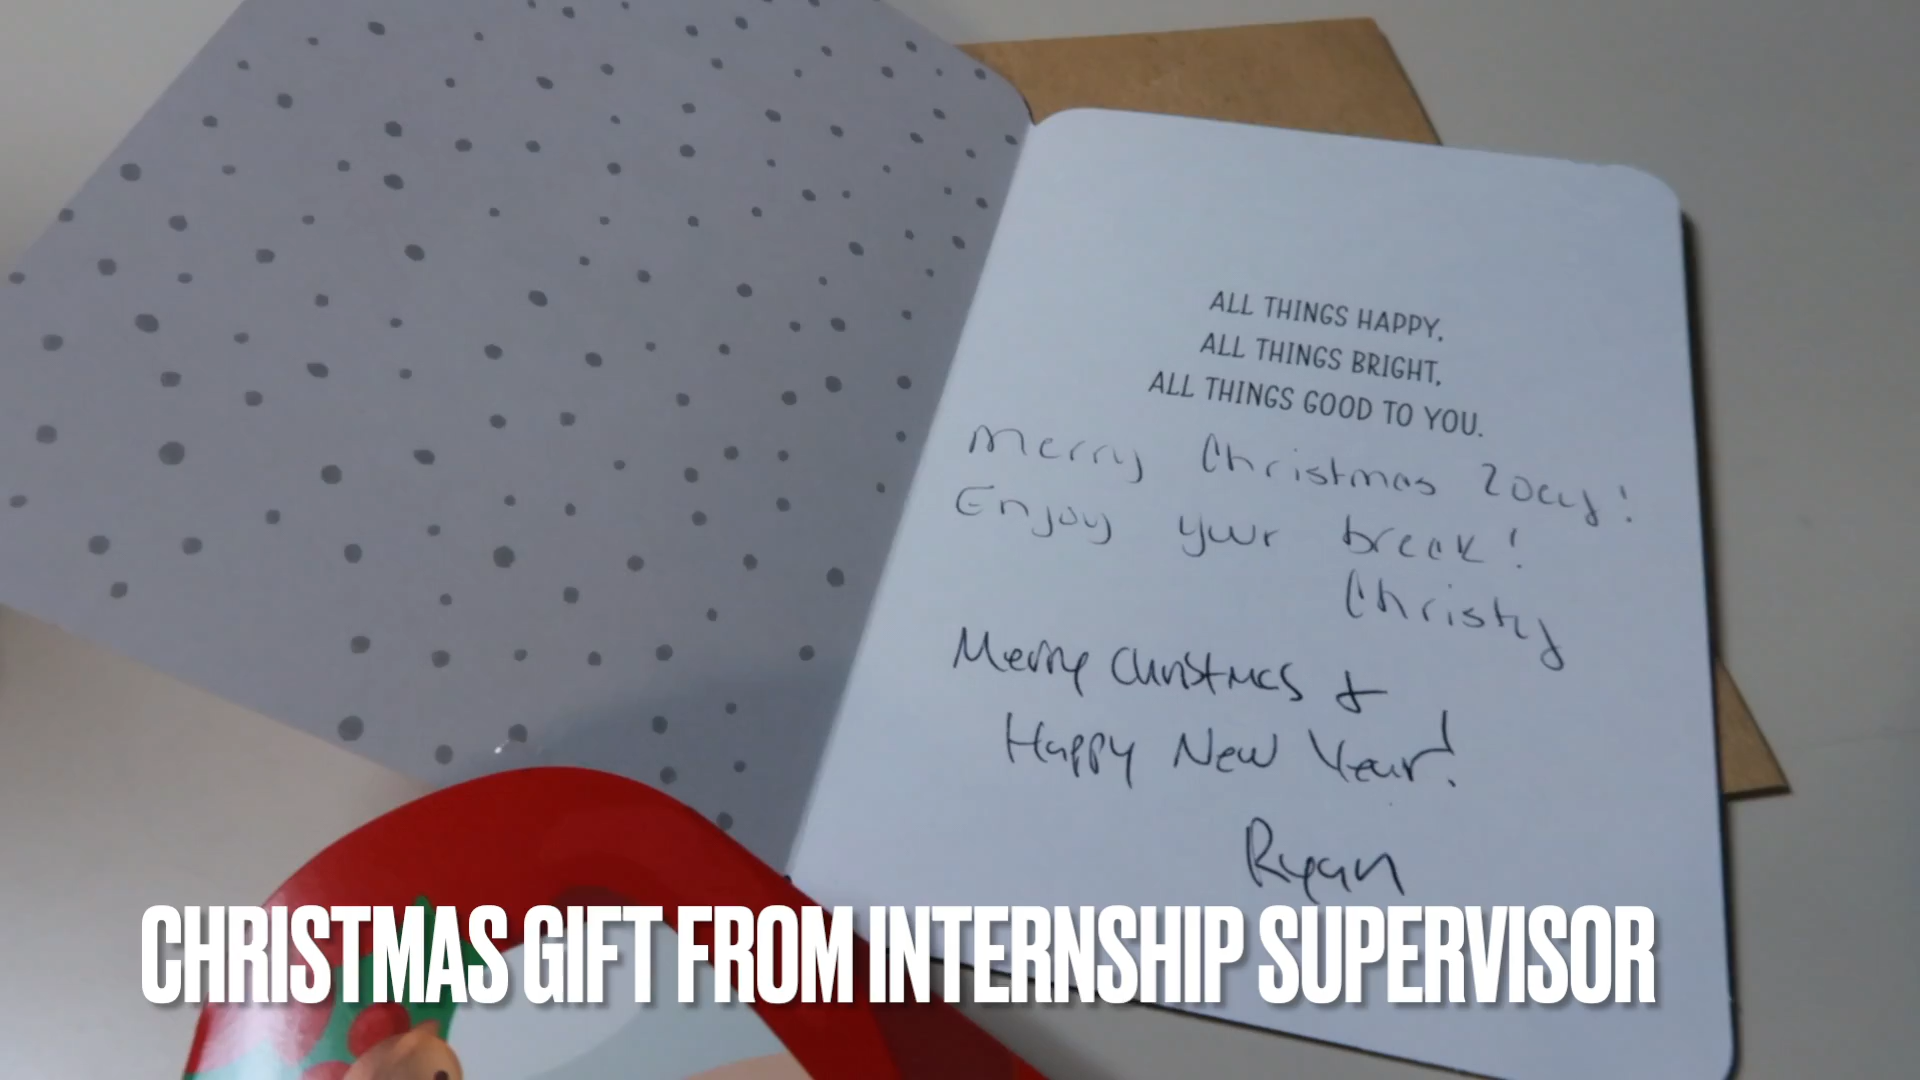 ALL THINGS HAPPY,
ALL THINGS BRIGHT,
ALL THINGS GOOD TO YOU.
Merry Christmas Zoey!
Enjoy your break!
Christy
Merry Christmas &
Happy New Year!
Ryan
CHRISTMAS GIFT FROM INTERNSHIP SUPERVISOR